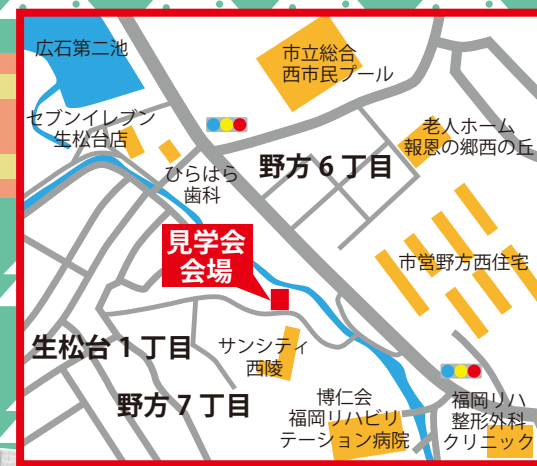 広石第二池
市立総合
西市民プール
セブンイレブン
生松台店
老人ホーム
報恩の郷西の丘
ひらはら
歯科
野方6丁目
見学会
会場
市営野方西住宅
生松台1丁目
サンシティ
西陵
野方7丁目
博仁会
福岡リハビリ
テーション病院
福岡リハ
整形外科
クリニック